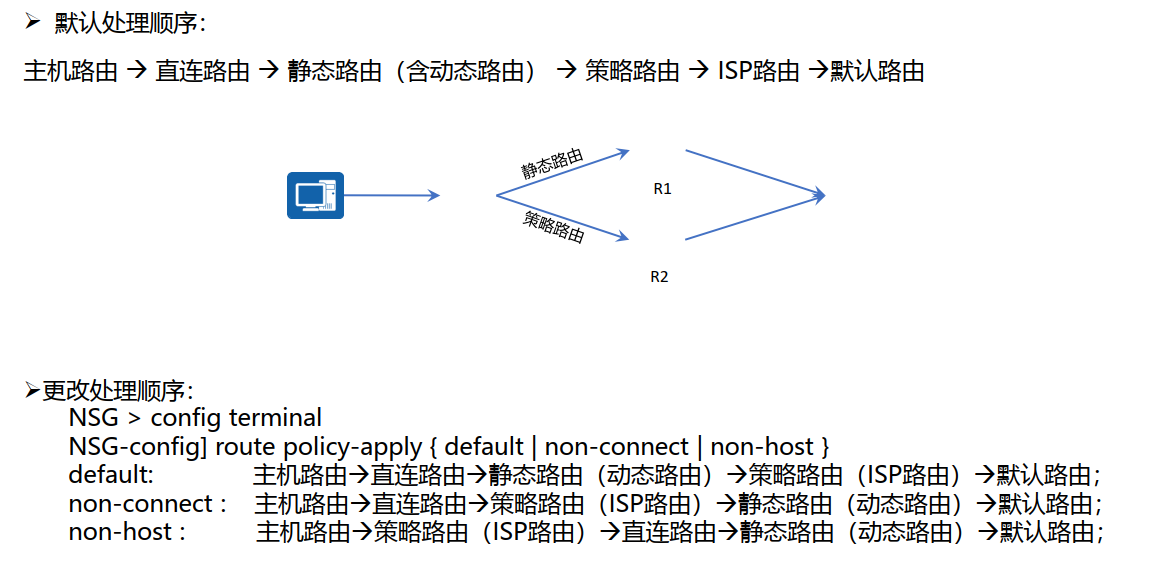 ➢ 默认处理顺序：
主机路由 → 直连路由 → 静态路由（含动态路由） → 策略路由 → ISP路由 →默认路由
静态路由
R1
策略路由
R2
➢更改处理顺序：
NSG > config terminal
NSG-config] route policy-apply { default | non-connect | non-host }
default: 主机路由→直连路由→静态路由（动态路由）→策略路由（ISP路由）→默认路由；
non-connect : 主机路由→直连路由→策略路由（ISP路由）→静态路由（动态路由）→默认路由；
non-host : 主机路由→策略路由（ISP路由）→直连路由→静态路由（动态路由）→默认路由；